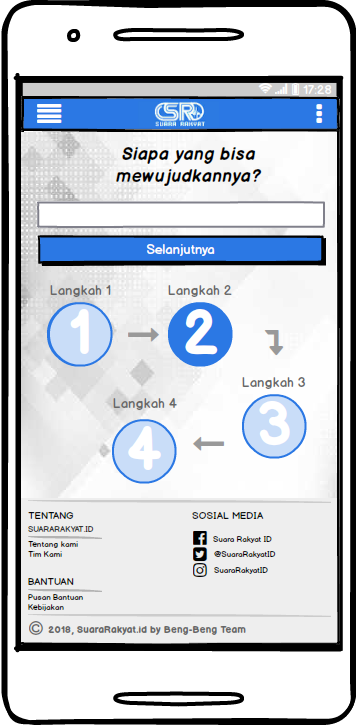 17:28
CSR
SUARA RAKYAT
Siapa yang bisa
mewujudkannya?
Selanjutnya
Langkah 1
Langkah 2
1
2
Langkah 3
3
Langkah 4
4
TENTANG
SUARARAKYAT.ID
Tentang kami
Tim Kami
BANTUAN
Pusan Bantuan
Kebijakan
SOSIAL MEDIA
Suara Rakyat ID
@SuaraRakyatID
SuaraRakyatID
© 2018, SuaraRakyat.id by Beng-Beng Team